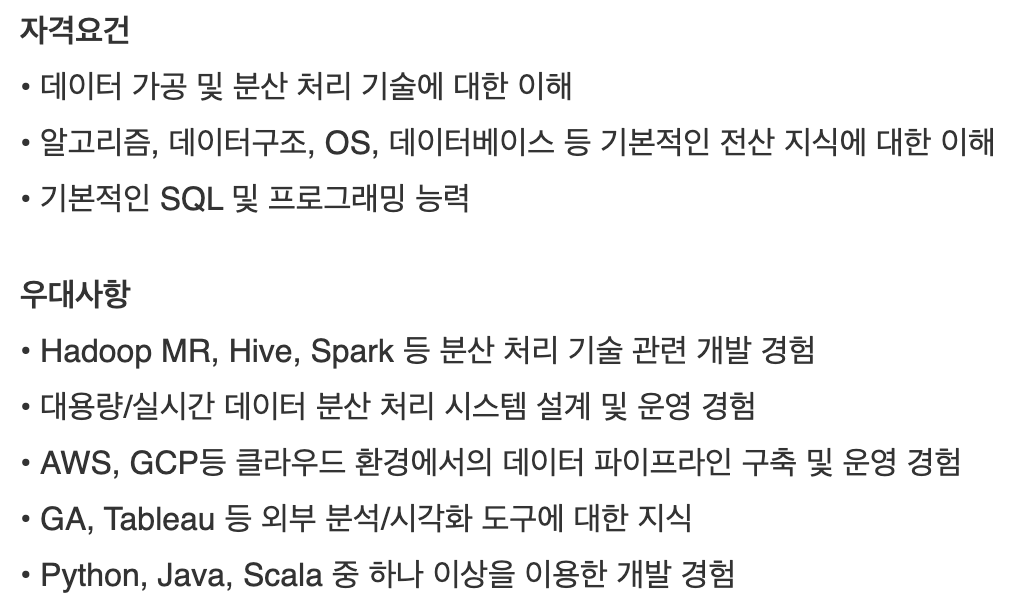 자격요건
• 데이터 가공 및 분산 처리 기술에 대한 이해
• 알고리즘, 데이터구조, OS, 데이터베이스 등 기본적인 전산 지식에 대한 이해
• 기본적인 SQL 및 프로그래밍 능력
우대사항
• Hadoop MR, Hive, Spark 등 분산 처리 기술 관련 개발 경험
• 대용량/실시간 데이터 분산 처리 시스템 설계 및 운영 경험
• AWS, GCP등 클라우드 환경에서의 데이터 파이프라인 구축 및 운영 경험
• GA, Tableau 등 외부 분석/시각화 도구에 대한 지식
• Python, Java, Scala 중 하나 이상을 이용한 개발 경험